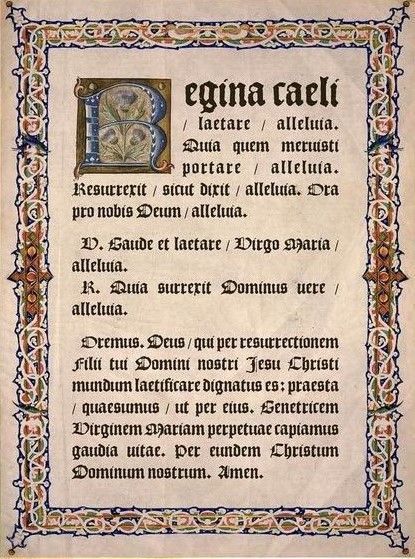 Regina caeli
/ laetare / alleluia.
Quia quem meruisti
portare / alleluia.
Resurrexit / sicut dixit / alleluia. Ora
pro nobis Deum / alleluia.
V. Gaude et laetare / Virgo Maria /
alleluia.
R. Quia surrexit Dominus uere /
alleluia.
Oremus. Deus / qui per resurrectionem
Filii tui Domini nostri Jesu Christi
mundum laetificare dignatus es: praesta
/ quaesumus / ut per eius. Genetricem
Virginem Mariam perpetuae capiamus
gaudia uitae. Per eundem Christum
Dominum nostrum. Amen.